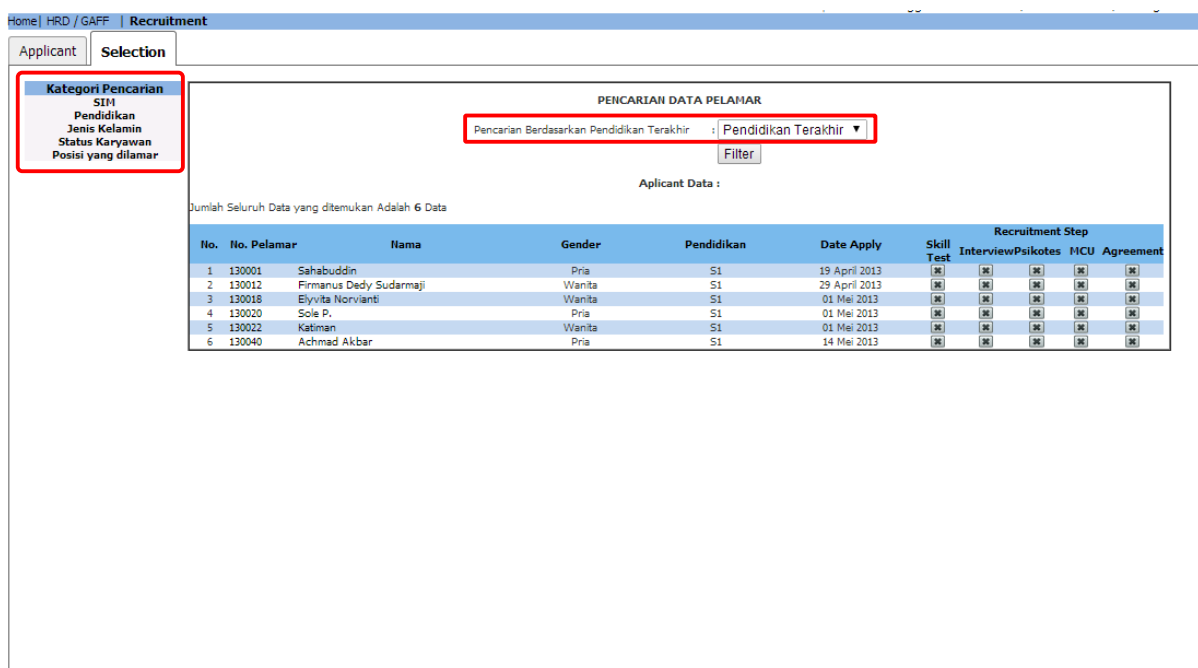 Home| HRD / GAFF | Recruitment
Applicant Selection
Kategori Pencarian
SIM
Pendidikan
Jenis Kelamin
Status Karyawan
Posisi yang dilamar
PENCARIAN DATA PELAMAR
Pencarian Berdasarkan Pendidikan Terakhir : Pendidikan Terakhir ▼
Filter
Aplicant Data :
Jumlah Seluruh Data yang ditemukan Adalah 6 Data
Recruitment Step
No. No. Pelamar Nama Gender Pendidikan Date Apply Skill Test Interview Psikotes MCU Agreement
1 130001 Sahabuddin Pria S1 19 April 2013
2 130012 Firmanus Dedy Sudarmaji Wanita S1 29 April 2013
3 130018 Elyvita Norvianti Wanita S1 01 Mei 2013
4 130020 Sole P. Pria S1 01 Mei 2013
5 130022 Katiman Wanita S1 01 Mei 2013
6 130040 Achmad Akbar Pria S1 14 Mei 2013